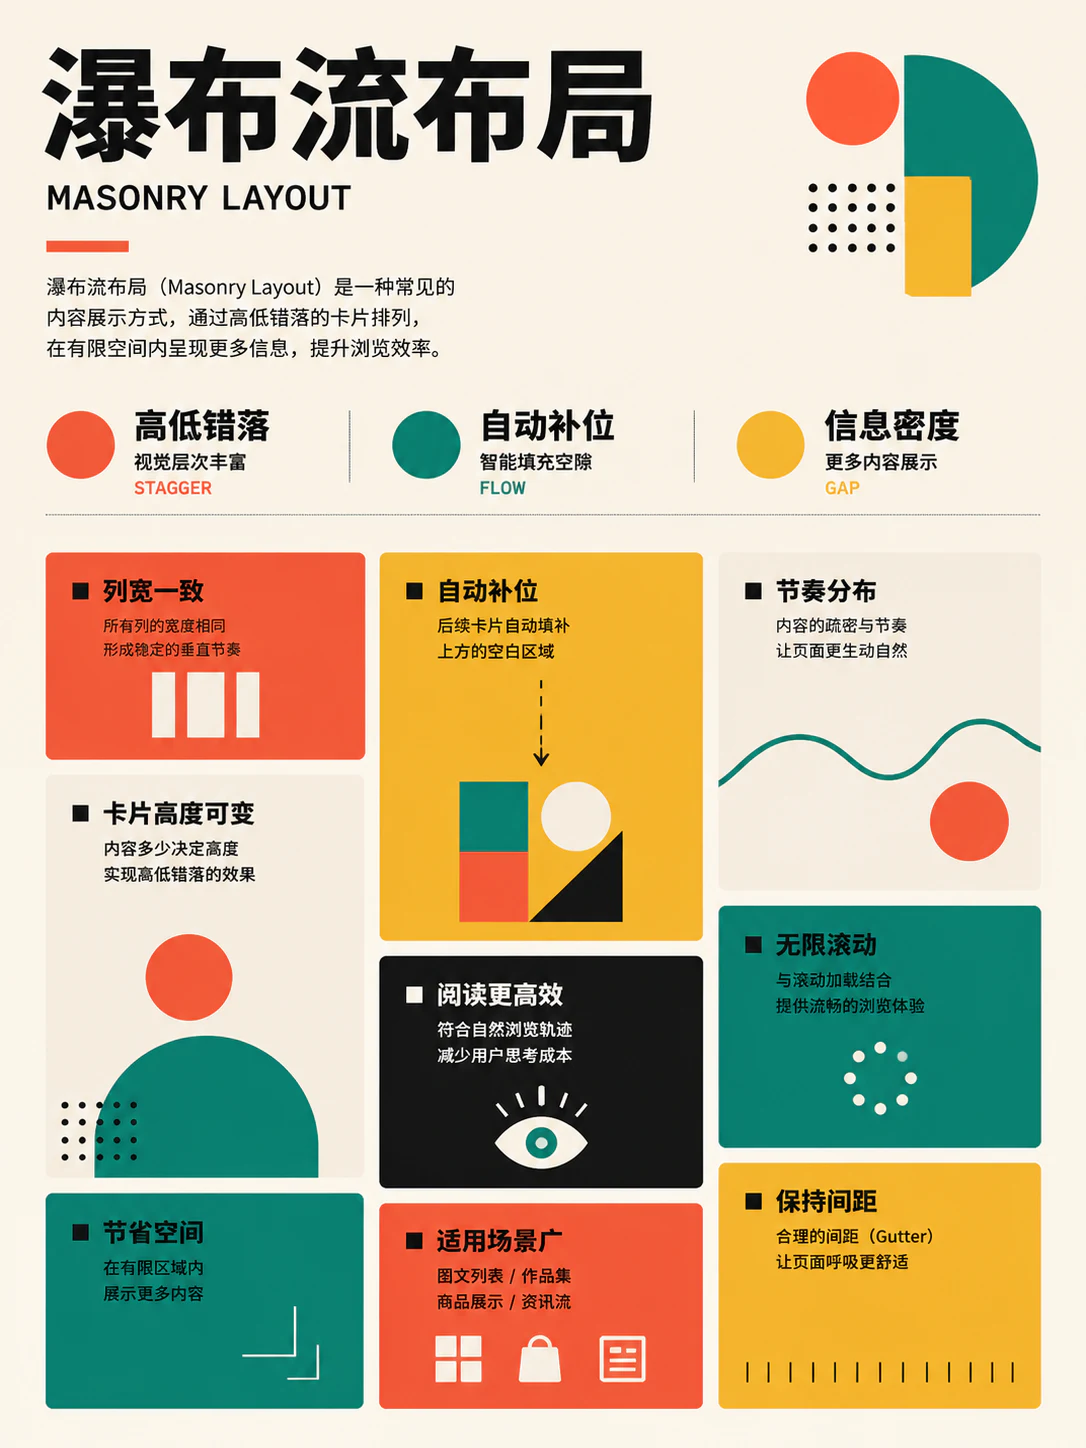 瀑布流布局
MASONRY LAYOUT
瀑布流布局（Masonry Layout）是一种常见的
内容展示方式，通过高低错落的卡片排列，
在有限空间内呈现更多信息，提升浏览效率。
高低错落
视觉层次丰富
STAGGER
自动补位
智能填充空隙
FLOW
信息密度
更多内容展示
GAP
列宽一致
所有列的宽度相同
形成铯定的垂直节奏
卡片高度可变
内容多少决定高度
实现高低错落的效果
节省空间
在有限区域内
展示更多内容
自动补位
后续卡片自动填补
上方的空白区域
阅读更高效
符合自然浏览轨迹
减少用户思考成本
适用场景广
图文列表 / 作品集
商品展示 / 资讯流
节奏分布
内容的疏密与节奏
让页面更生动自然
无限滚动
与滚动加载结合
提供流畅的浏览体验
保持间距
合理的间距（Gutter）
让页面呼吸更舒适